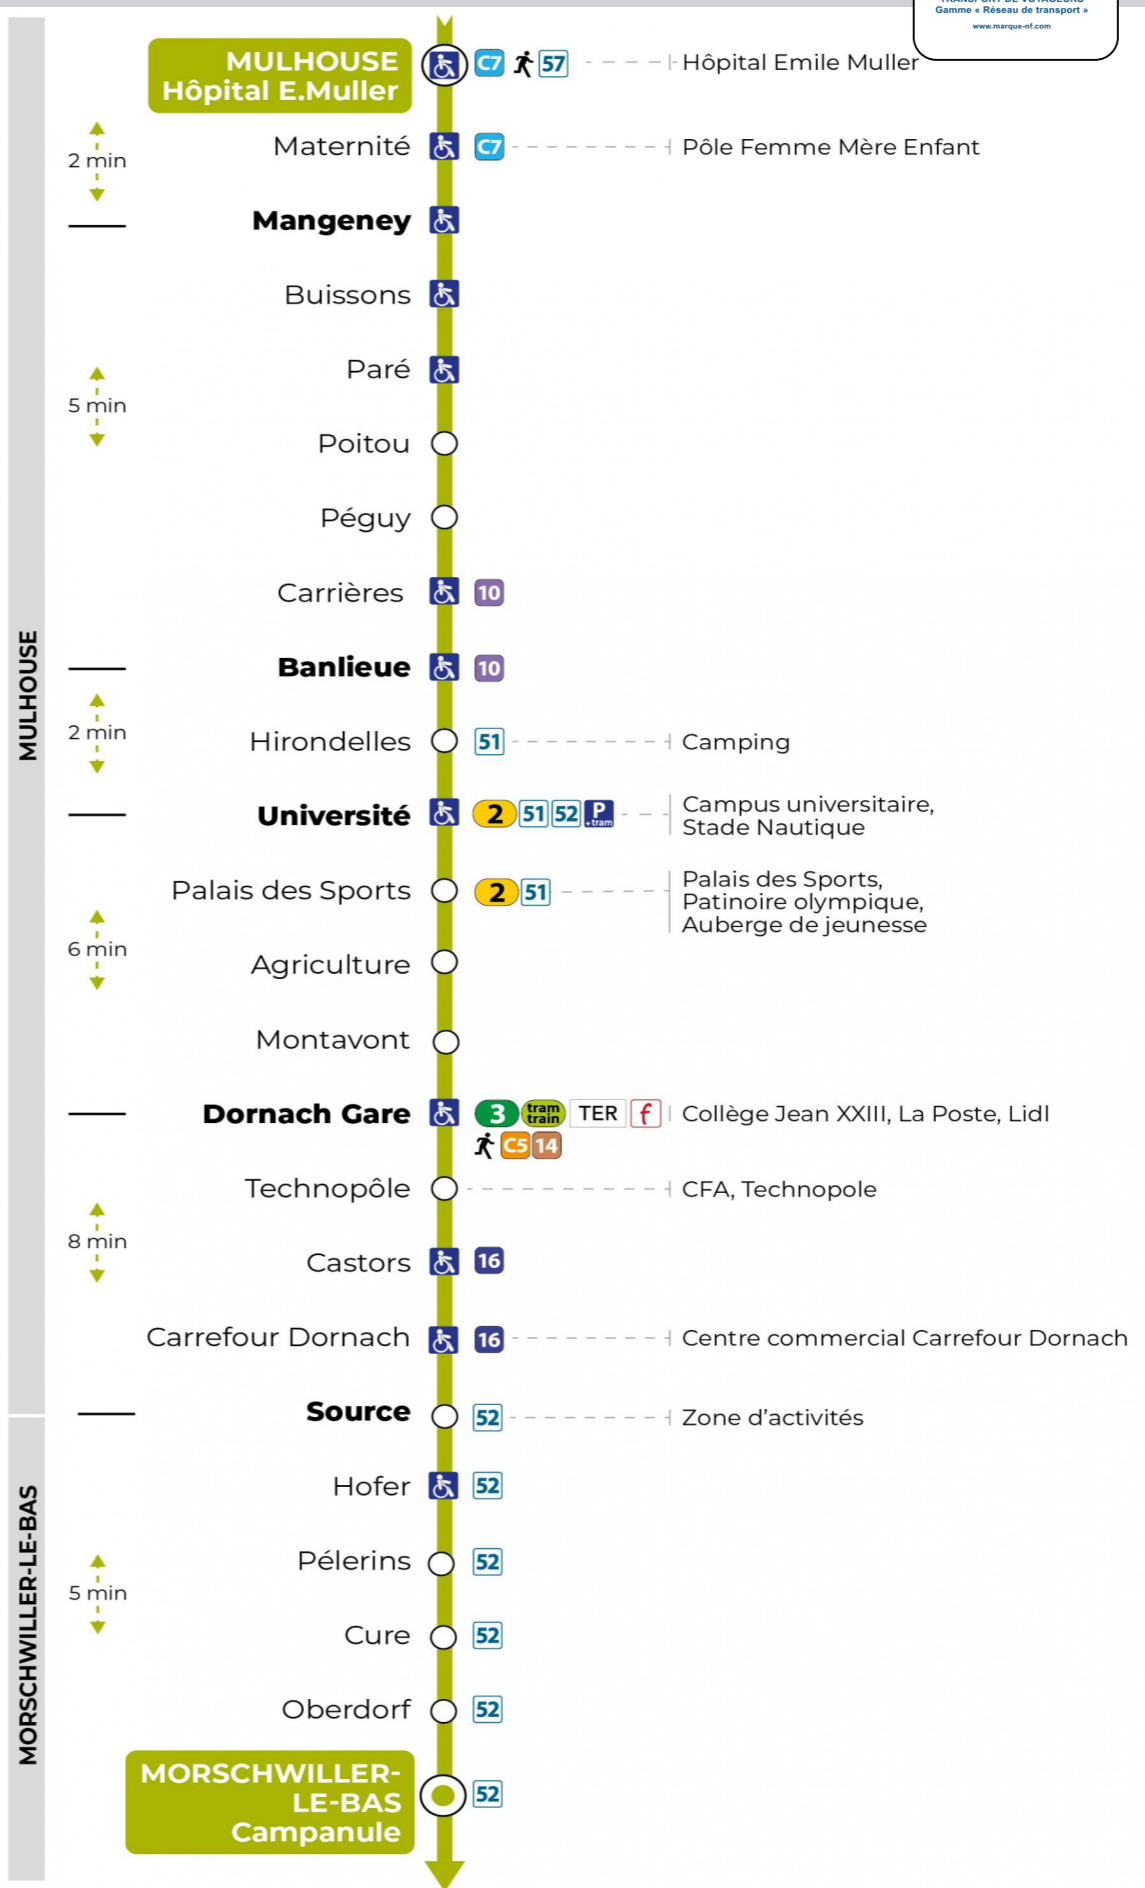 TRANSPORT DE VOYAGEURS
Gamme « Réseau de transport »
www.marque-nf.com
MULHOUSE
Hôpital E.Muller
C7 57
Hôpital Emile Muller
2 min
Maternité
C7
Pôle Femme Mère Enfant
Mangeney
Buissons
Paré
5 min
Poitou
Péguy
Carrières
10
Banlieue
10
2 min
Hirondelles
51
Camping
Université
2 51 52 P
+tram
Campus universitaire,
Stade Nautique
Palais des Sports
2 51
Palais des Sports,
Patinoire olympique,
Auberge de jeunesse
6 min
Agriculture
Montavont
Dornach Gare
3 tram
train TER f
Collège Jean XXIII, La Poste, Lidl
C5 14
Technopôle
CFA, Technopole
8 min
Castors
16
Carrefour Dornach
16
Centre commercial Carrefour Dornach
Source
52
Zone d'activités
Hofer
52
Pélerins
52
5 min
Cure
52
Oberdorf
52
MORSCHWILLER-
LE-BAS
Campanule
52
MULHOUSE
MORSCHWILLER-LE-BAS